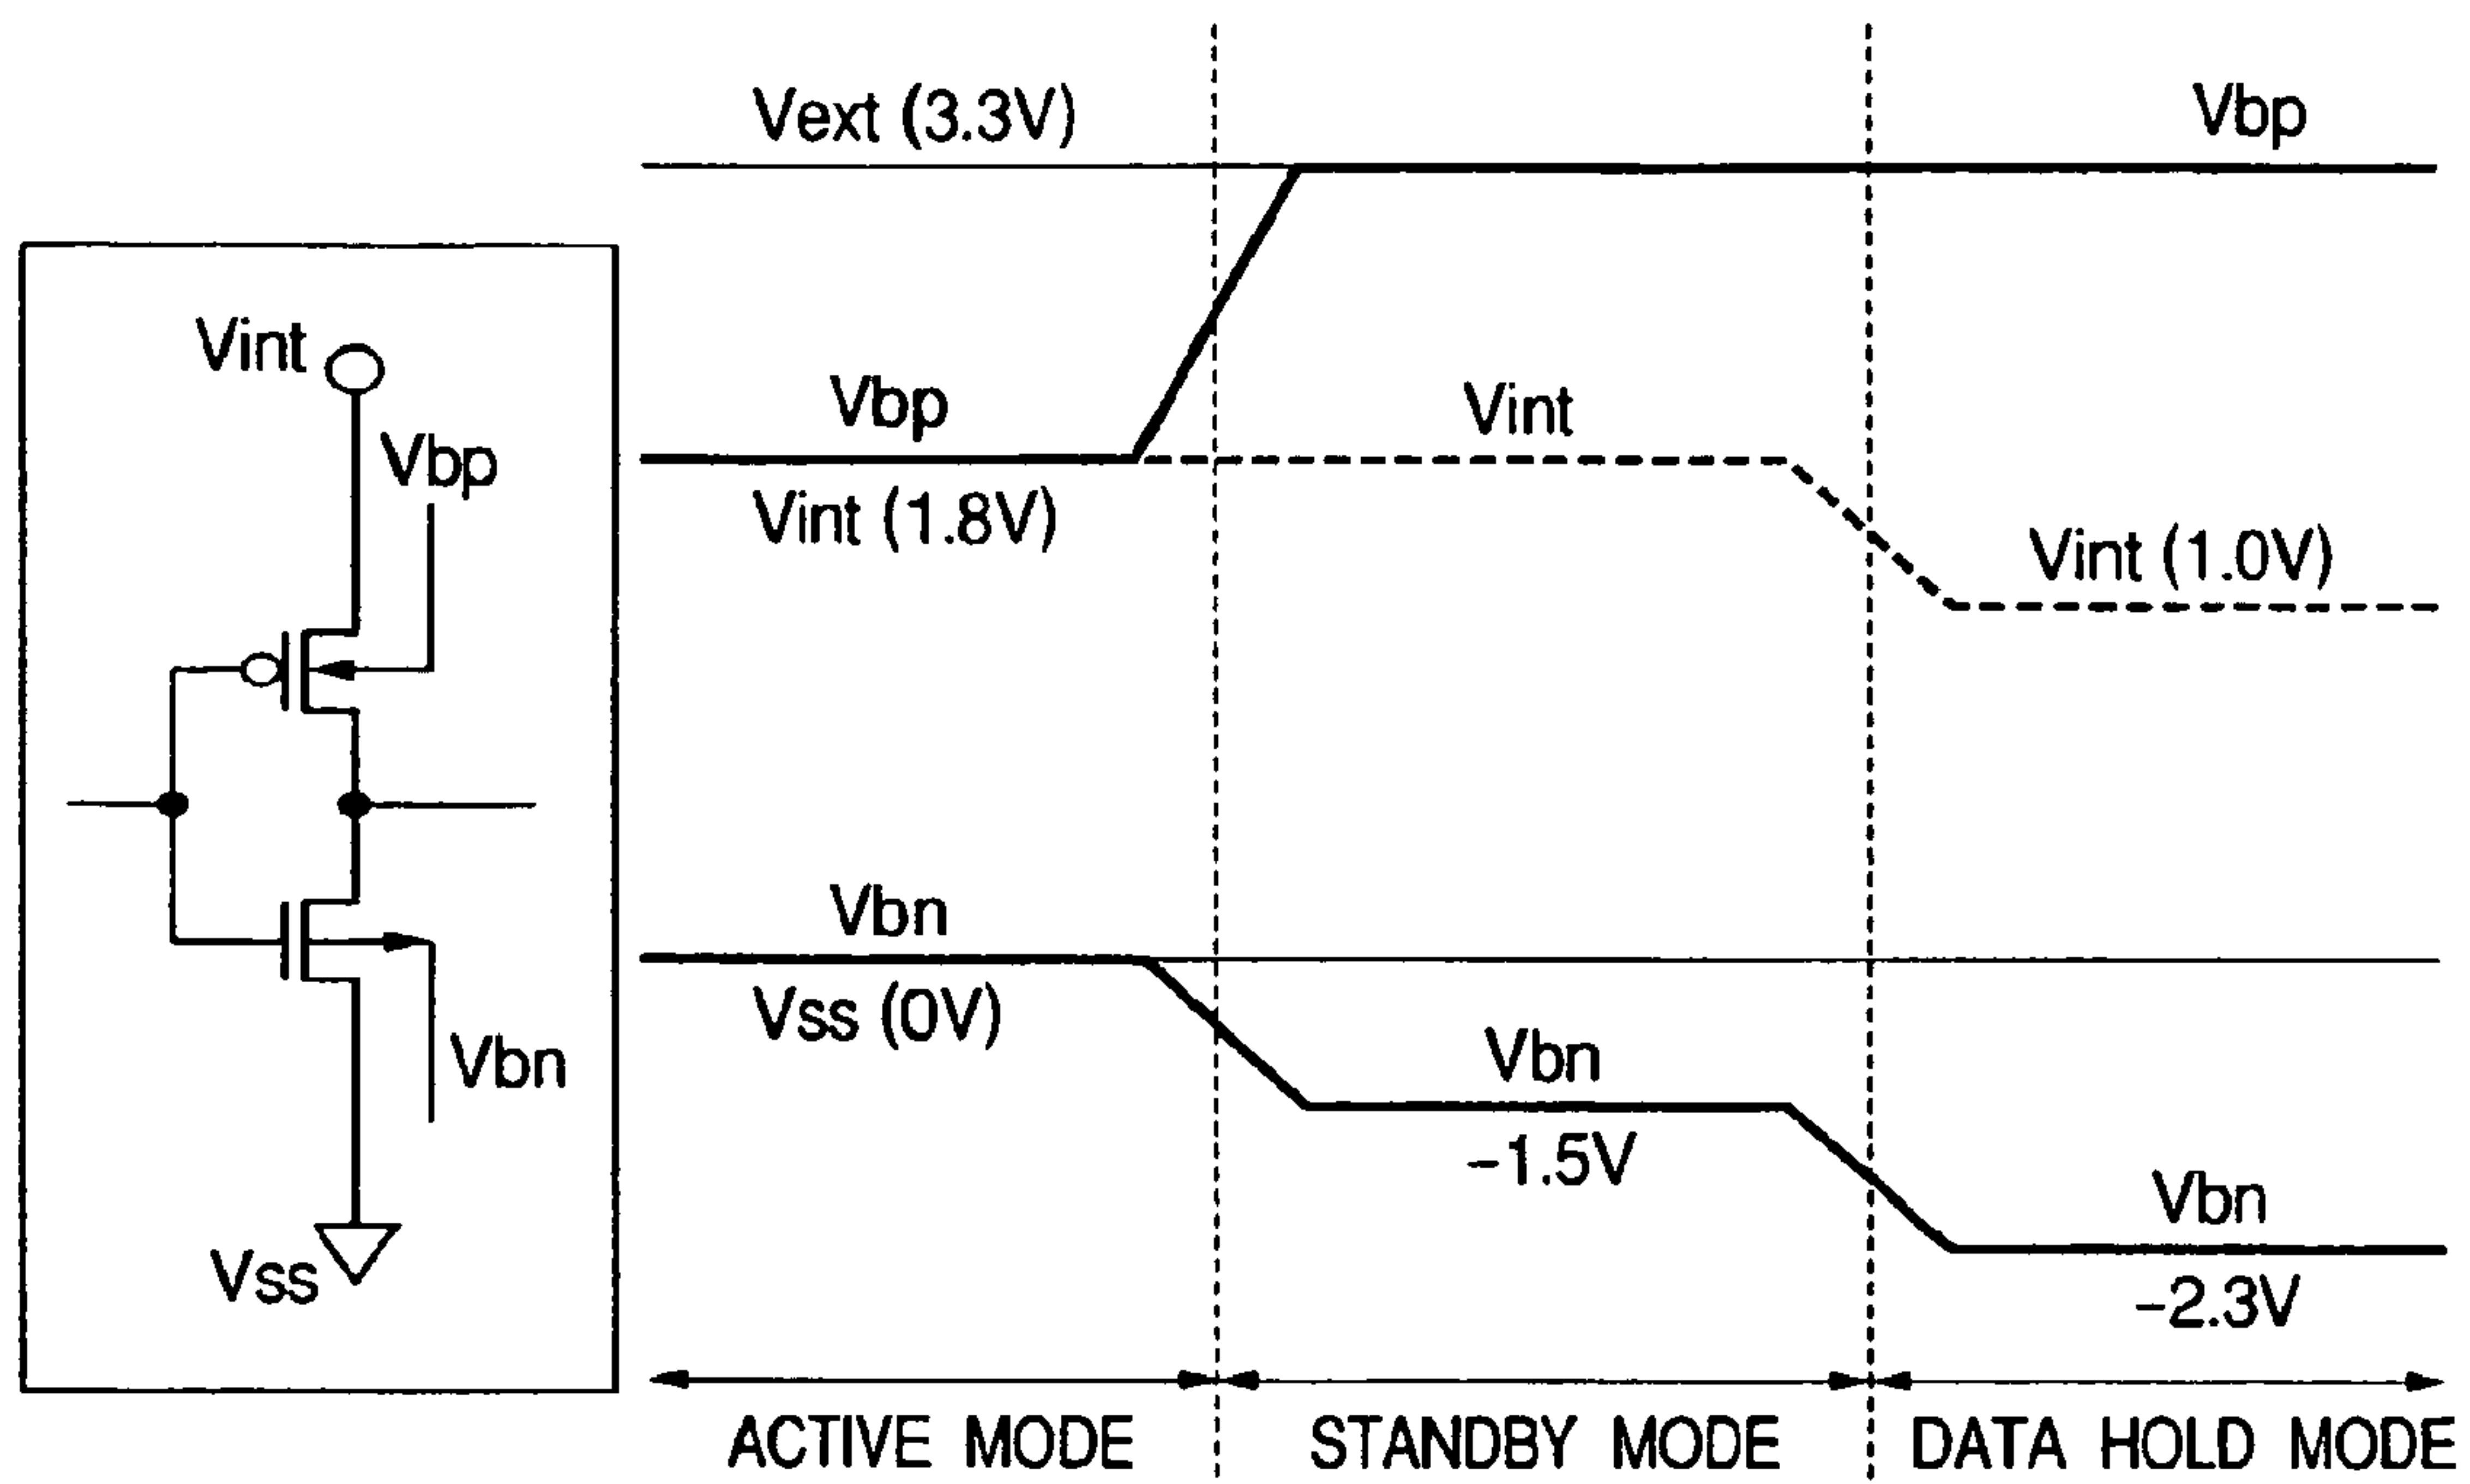 Vint
Vbp
Vbn
Vss
Vext (3.3V)
Vbp
Vbp
Vint (1.8V)
Vint
Vint (1.0V)
Vbn
Vss (0V)
Vbn
-1.5V
Vbn
-2.3V
ACTIVE MODE
STANDBY MODE
DATA HOLD MODE